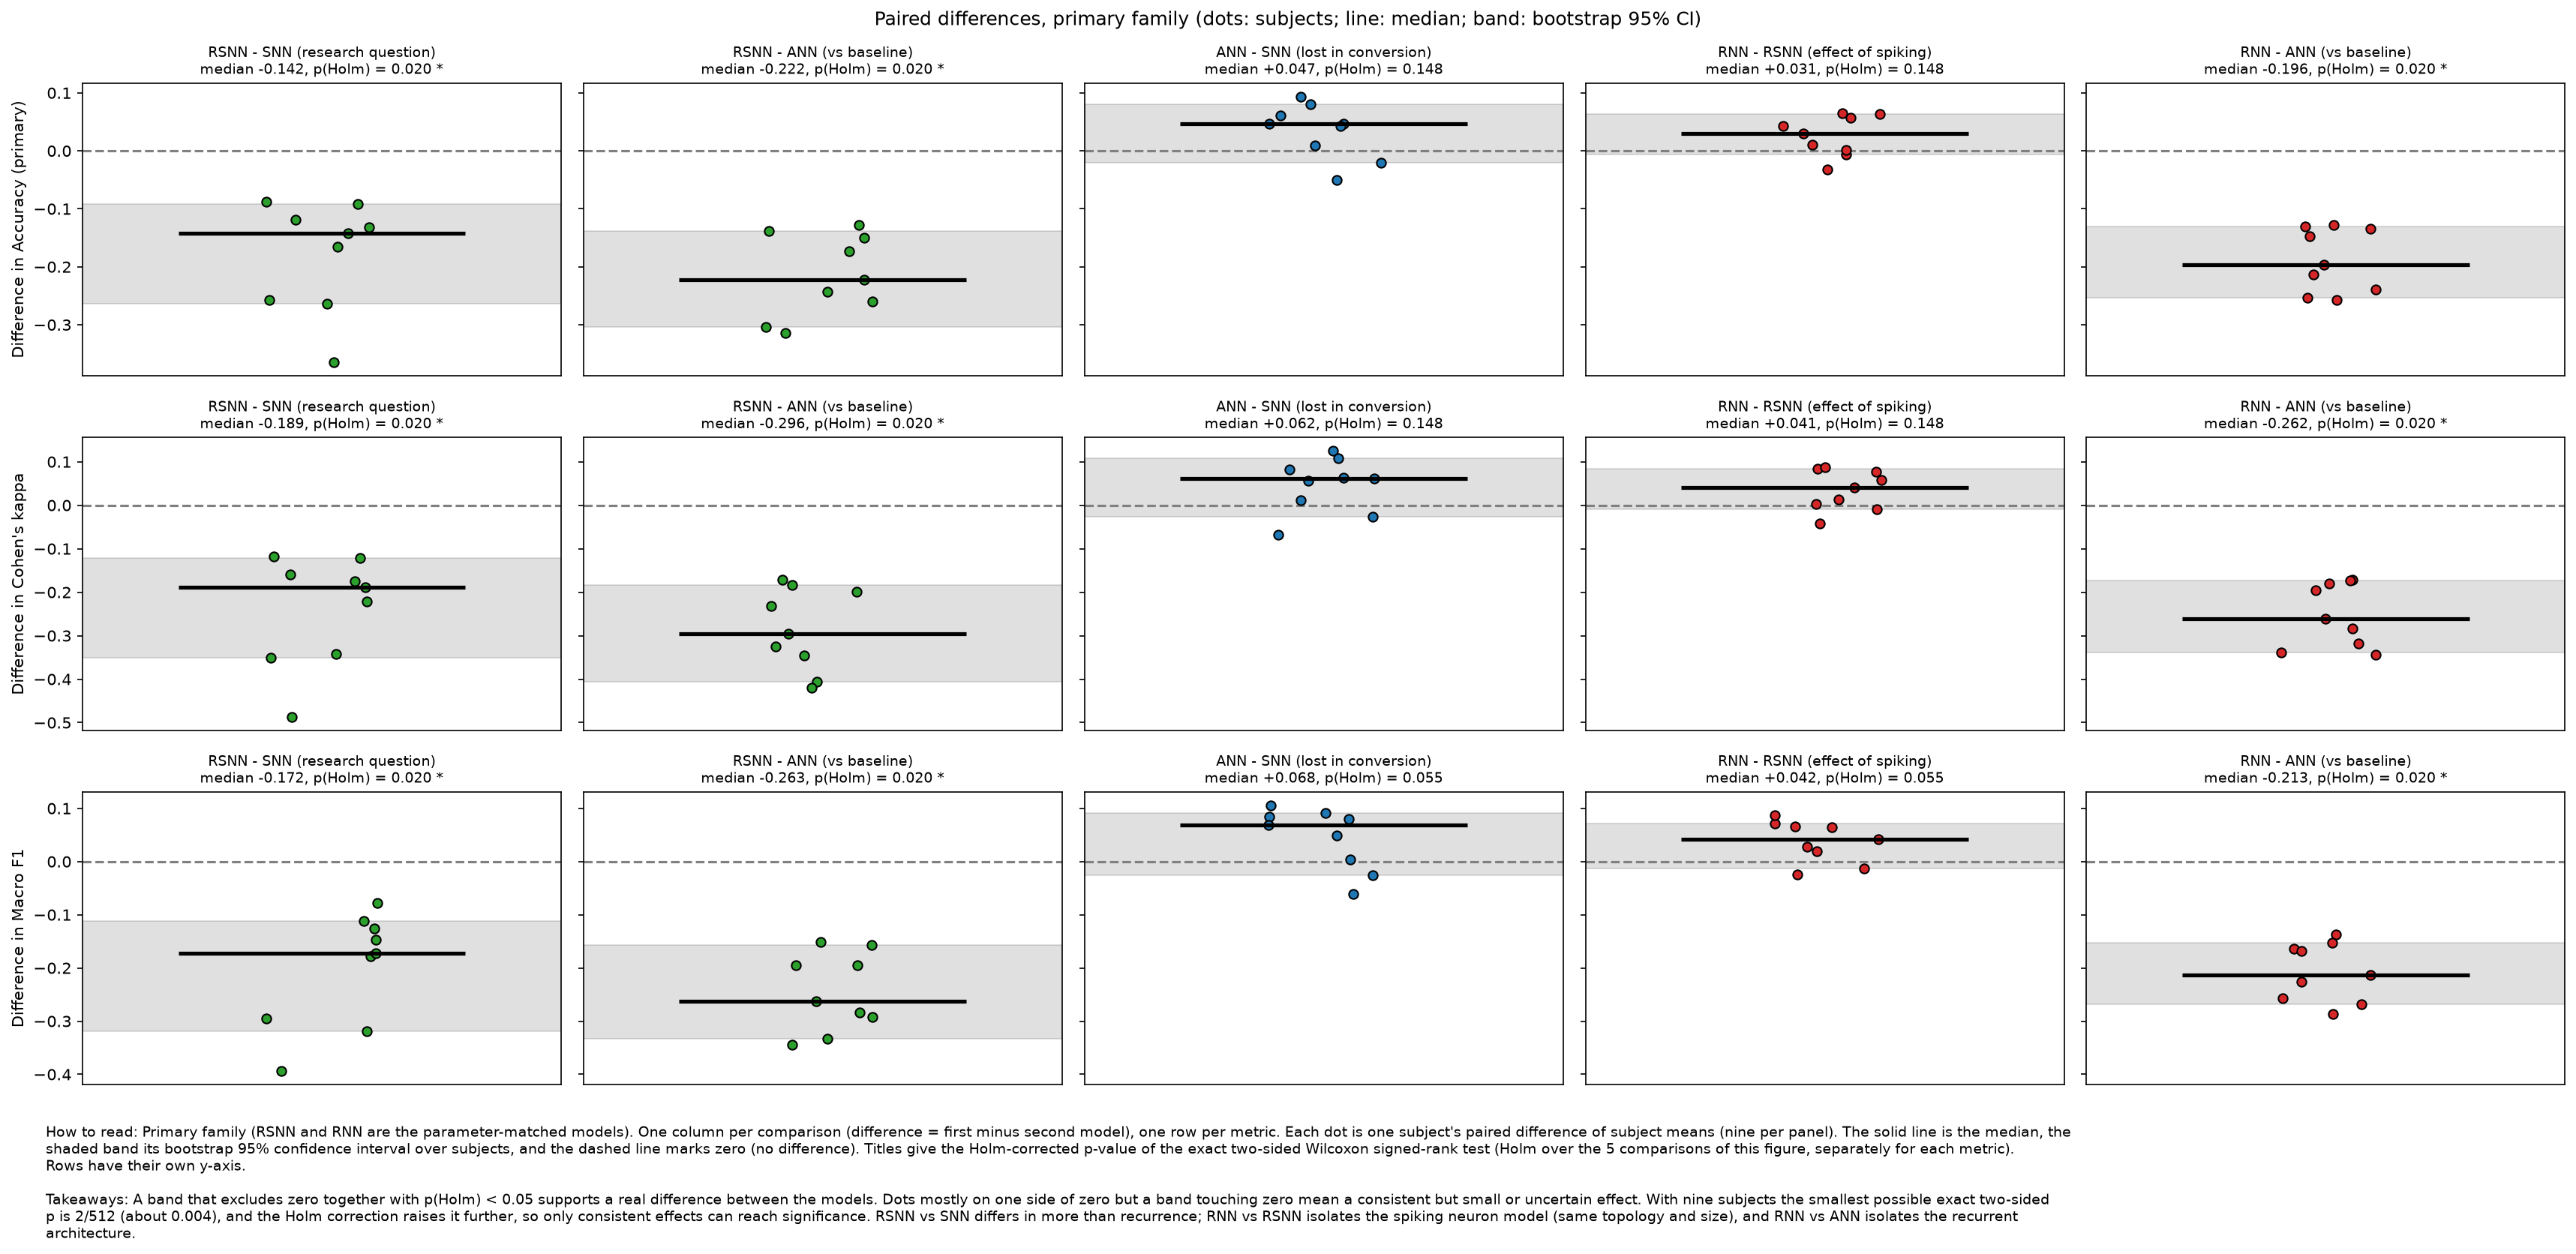 Paired differences, primary family (dots: subjects; line: median; band: bootstrap 95% CI)
RSNN - SNN (research question)
median -0.142, p(Holm) = 0.020 *
RSNN - ANN (vs baseline)
median -0.222, p(Holm) = 0.020 *
ANN - SNN (lost in conversion)
median +0.047, p(Holm) = 0.148
RNN - RSNN (effect of spiking)
median +0.031, p(Holm) = 0.148
RNN - ANN (vs baseline)
median -0.196, p(Holm) = 0.020 *
Difference in Accuracy (primary)
0.1
0.0
−0.1
−0.2
−0.3
RSNN - SNN (research question)
median -0.189, p(Holm) = 0.020 *
RSNN - ANN (vs baseline)
median -0.296, p(Holm) = 0.020 *
ANN - SNN (lost in conversion)
median +0.062, p(Holm) = 0.148
RNN - RSNN (effect of spiking)
median +0.041, p(Holm) = 0.148
RNN - ANN (vs baseline)
median -0.262, p(Holm) = 0.020 *
Difference in Cohen's kappa
0.1
0.0
−0.1
−0.2
−0.3
−0.4
−0.5
RSNN - SNN (research question)
median -0.172, p(Holm) = 0.020 *
RSNN - ANN (vs baseline)
median -0.263, p(Holm) = 0.020 *
ANN - SNN (lost in conversion)
median +0.068, p(Holm) = 0.055
RNN - RSNN (effect of spiking)
median +0.042, p(Holm) = 0.055
RNN - ANN (vs baseline)
median -0.213, p(Holm) = 0.020 *
Difference in Macro F1
0.1
0.0
−0.1
−0.2
−0.3
−0.4
How to read: Primary family (RSNN and RNN are the parameter-matched models). One column per comparison (difference = first minus second model), one row per metric. Each dot is one subject's paired difference of subject means (nine per panel). The solid line is the median, the
shaded band its bootstrap 95% confidence interval over subjects, and the dashed line marks zero (no difference). Titles give the Holm-corrected p-value of the exact two-sided Wilcoxon signed-rank test (Holm over the 5 comparisons of this figure, separately for each metric).
Rows have their own y-axis.
Takeaways: A band that excludes zero together with p(Holm) < 0.05 supports a real difference between the models. Dots mostly on one side of zero but a band touching zero mean a consistent but small or uncertain effect. With nine subjects the smallest possible exact two-sided
p is 2/512 (about 0.004), and the Holm correction raises it further, so only consistent effects can reach significance. RSNN vs SNN differs in more than recurrence; RNN vs RSNN isolates the spiking neuron model (same topology and size), and RNN vs ANN isolates the recurrent
architecture.